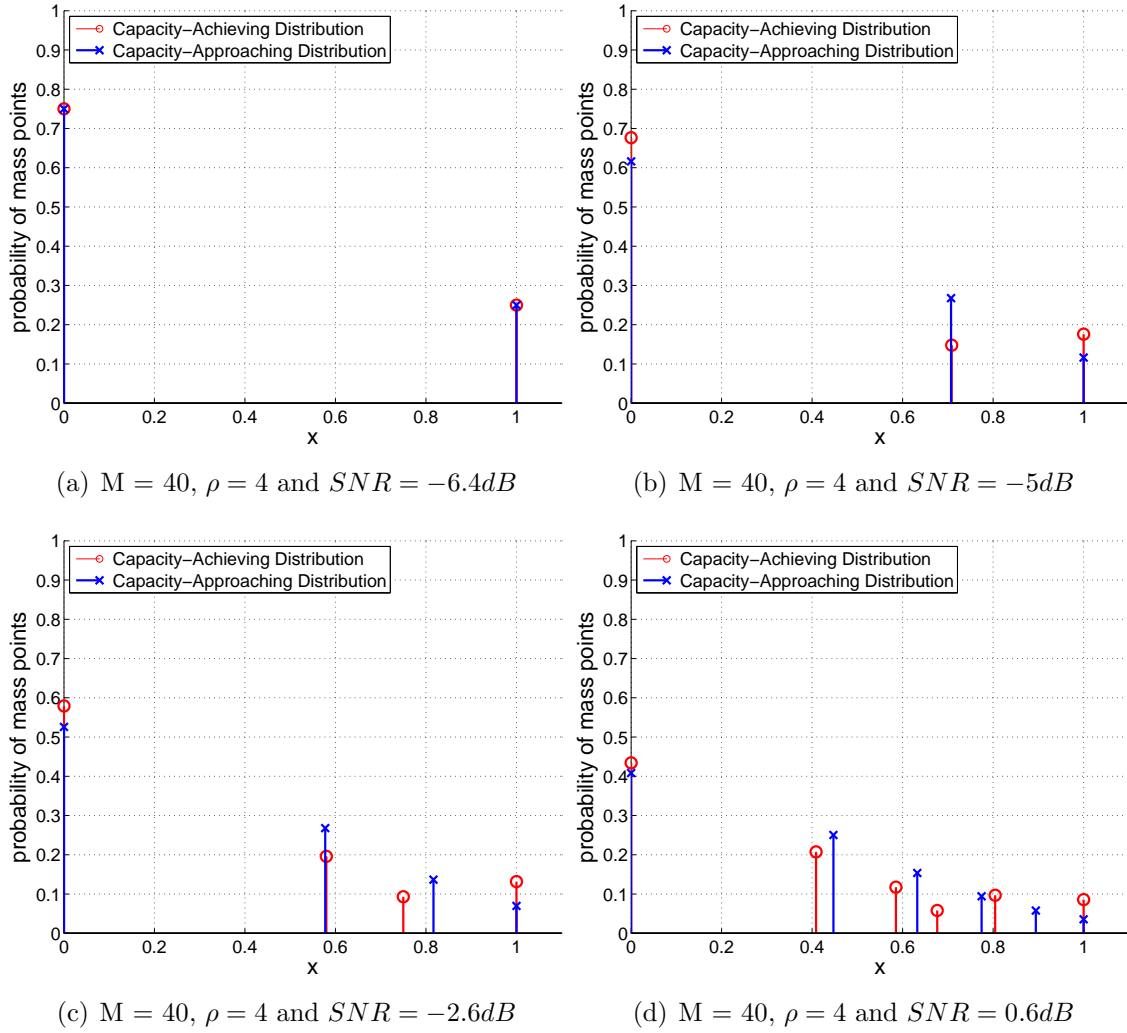 1
0.9
0.8
0.7
0.6
0.5
0.4
0.3
0.2
0.1
0
probability of mass points
Capacity−Achieving Distribution
Capacity−Approaching Distribution
0 0.2 0.4 0.6 0.8 1
x
(a) M = 40, ρ = 4 and SNR = −6.4dB
1
0.9
0.8
0.7
0.6
0.5
0.4
0.3
0.2
0.1
0
probability of mass points
Capacity−Achieving Distribution
Capacity−Approaching Distribution
0 0.2 0.4 0.6 0.8 1
x
(b) M = 40, ρ = 4 and SNR = −5dB
1
0.9
0.8
0.7
0.6
0.5
0.4
0.3
0.2
0.1
0
probability of mass points
Capacity−Achieving Distribution
Capacity−Approaching Distribution
0 0.2 0.4 0.6 0.8 1
x
(c) M = 40, ρ = 4 and SNR = −2.6dB
1
0.9
0.8
0.7
0.6
0.5
0.4
0.3
0.2
0.1
0
probability of mass points
Capacity−Achieving Distribution
Capacity−Approaching Distribution
0 0.2 0.4 0.6 0.8 1
x
(d) M = 40, ρ = 4 and SNR = 0.6dB